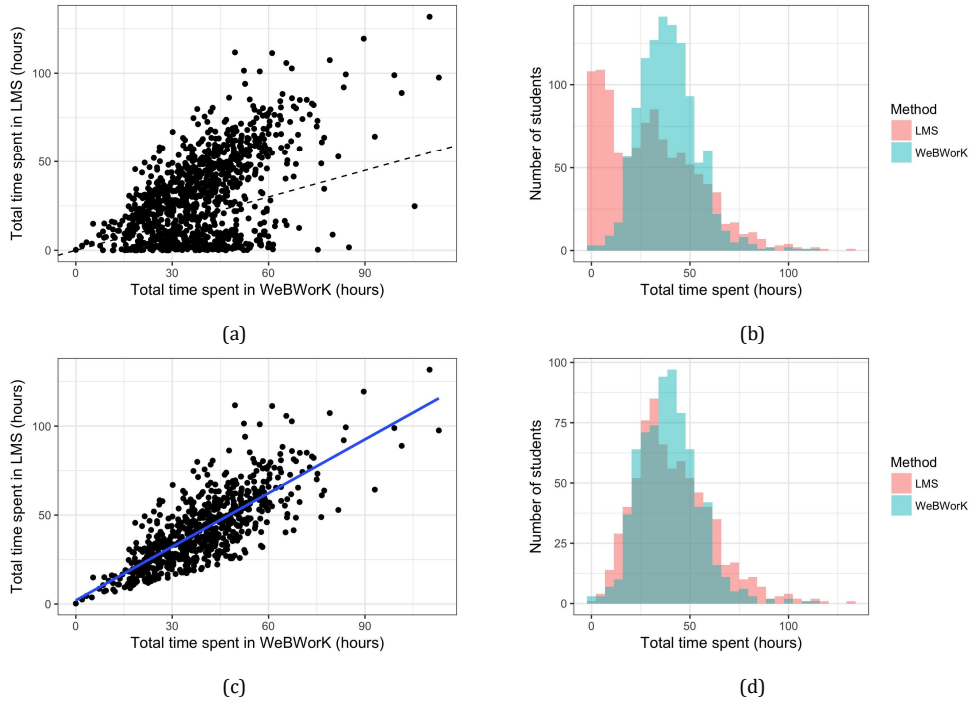 Total time spent in LMS (hours)
100
50
0
0
30
60
90
Total time spent in WeBWorK (hours)
(a)
Number of students
100
50
0
0
50
100
Total time spent (hours)
Method
LMS
WeBWorK
(b)
Total time spent in LMS (hours)
100
50
0
0
30
60
90
Total time spent in WeBWorK (hours)
(c)
Number of students
100
75
50
25
0
0
50
100
Total time spent (hours)
Method
LMS
WeBWorK
(d)